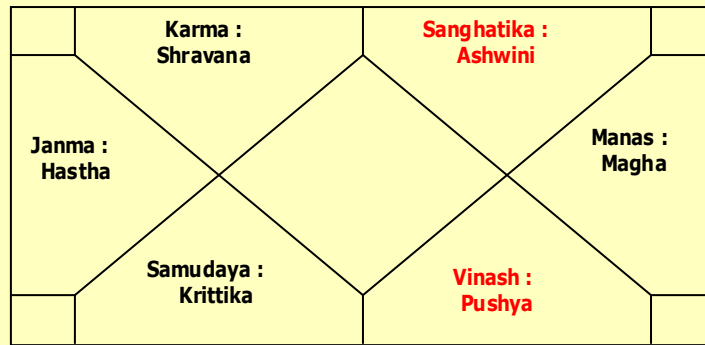 Karma :
Shravana
Sanghatika :
Ashwini
Janma :
Hastha
Manas :
Magha
Samudaya :
Krittika
Vinash :
Pushya